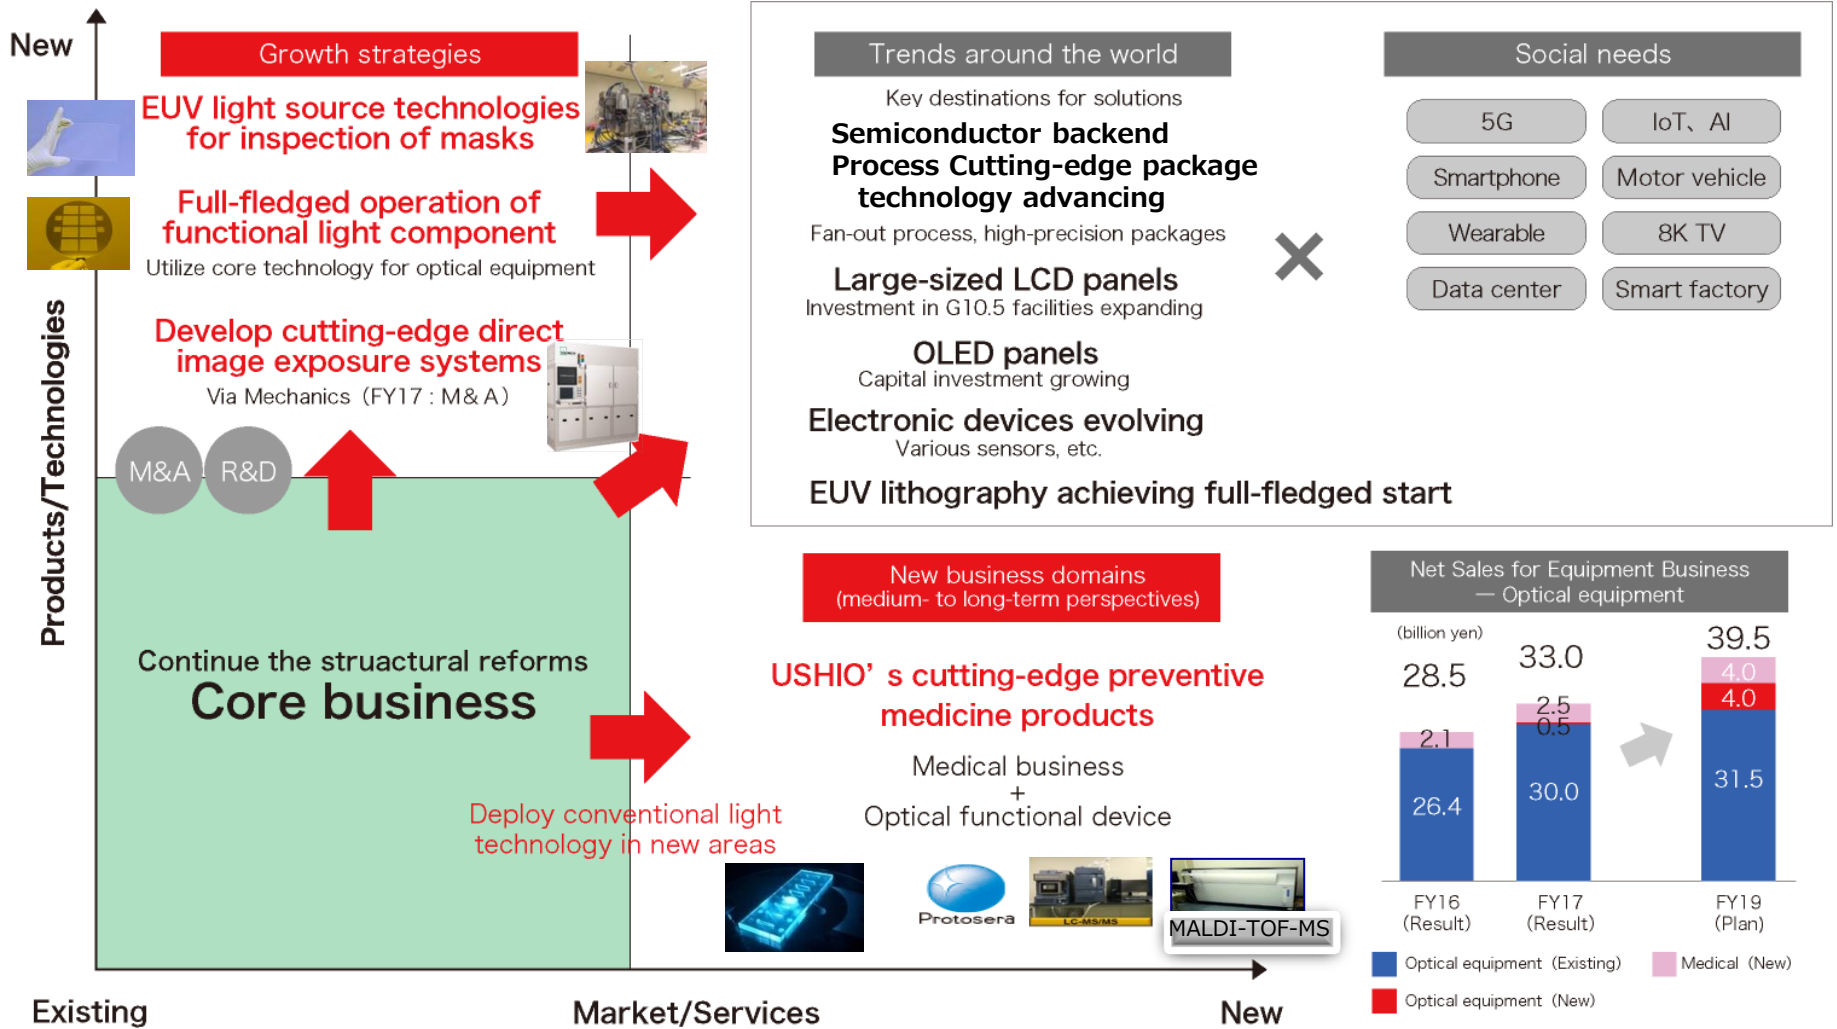 New
Growth strategies
EUV light source technologies
for inspection of masks
Full-fledged operation of
functional light component
Utilize core technology for optical equipment
Develop cutting-edge direct
image exposure systems
Via Mechanics (FY17 : M&A)
M&A
R&D
Products/Technologies
Continue the struactural reforms
Core business
Deploy conventional light
technology in new areas
Existing
Market/Services
New
Trends around the world
Key destinations for solutions
Semiconductor backend
Process Cutting-edge package
technology advancing
Fan-out process, high-precision packages
Large-sized LCD panels
Investment in G10.5 facilities expanding
OLED panels
Capital investment growing
Electronic devices evolving
Various sensors, etc.
EUV lithography achieving full-fledged start
Social needs
5G
IoT、AI
Smartphone
Motor vehicle
Wearable
8K TV
Data center
Smart factory
New business domains
(medium- to long-term perspectives)
USHIO’s cutting-edge preventive
medicine products
Medical business
+
Optical functional device
Protosera
LC-MS/MS
MALDI-TOF-MS
Net Sales for Equipment Business
— Optical equipment
(billion yen)
28.5
33.0
39.5
2.1
2.5
4.0
0.5
4.0
26.4
30.0
31.5
FY16
(Result)
FY17
(Result)
FY19
(Plan)
Optical equipment (Existing)
Medical (New)
Optical equipment (New)